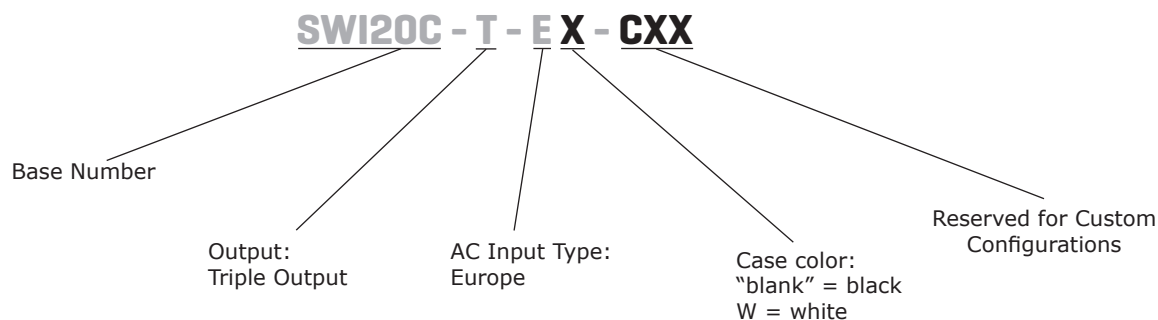 SWI20C - T - E X - CXX
Base Number
Output:
Triple Output
AC Input Type:
Europe
Case color:
“blank” = black
W = white
Reserved for Custom
Configurations